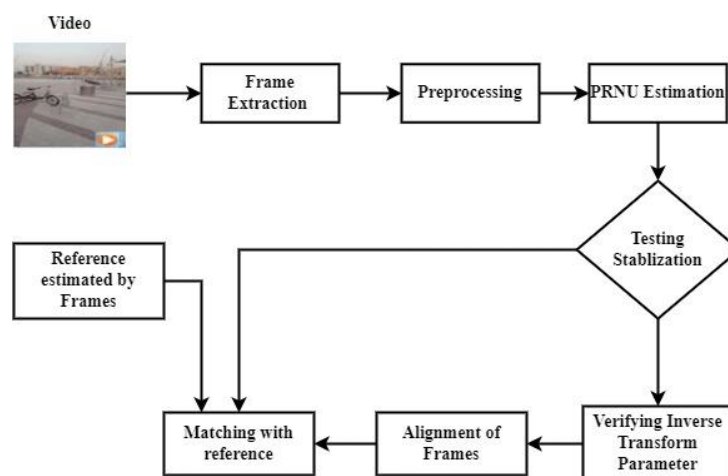 Video
Frame
Extraction
Preprocessing
PRNU Estimation
Testing
Stablization
Reference
estimated by
Frames
Matching with
reference
Alignment of
Frames
Verifying Inverse
Transform
Parameter